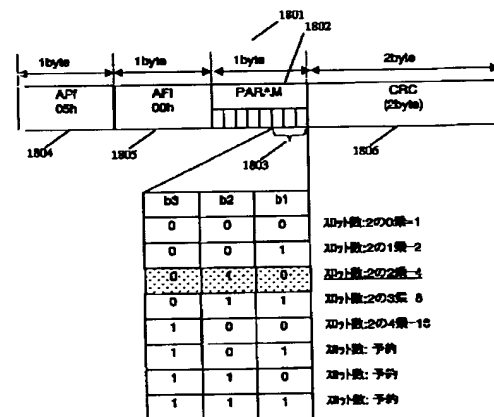 1801
1802
1byte 1byte 1byte 2byte
APf AFI PARAM CRC
05h 00h (2byte)
1804 1805 1803 1806
b3 b2 b1
0 0 0 スロット数:2の0乗=1
0 0 1 スロット数:2の1乗=2
0 1 0 スロット数:2の2乗=4
0 1 1 スロット数:2の3乗=8
1 0 0 スロット数:2の4乗=16
1 0 1 スロット数:予約
1 1 0 スロット数:予約
1 1 1 スロット数:予約